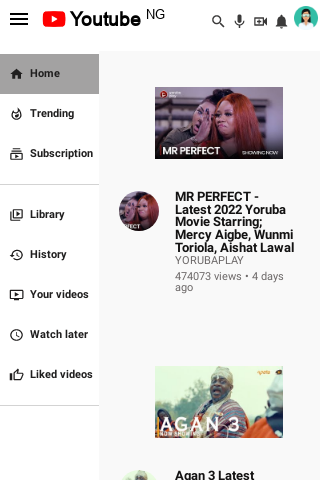 Youtube NG
Home
Trending
Subscription
Library
History
Your videos
Watch later
Liked videos
MR PERFECT
SHOWING NOW
MR PERFECT -
Latest 2022 Yoruba
Movie Starring;
Mercy Aigbe, Wunmi
Toriola, Aishat Lawal
YORUBAPLAY
474073 views • 4 days
ago
AGAN 3
Agan 3 Latest